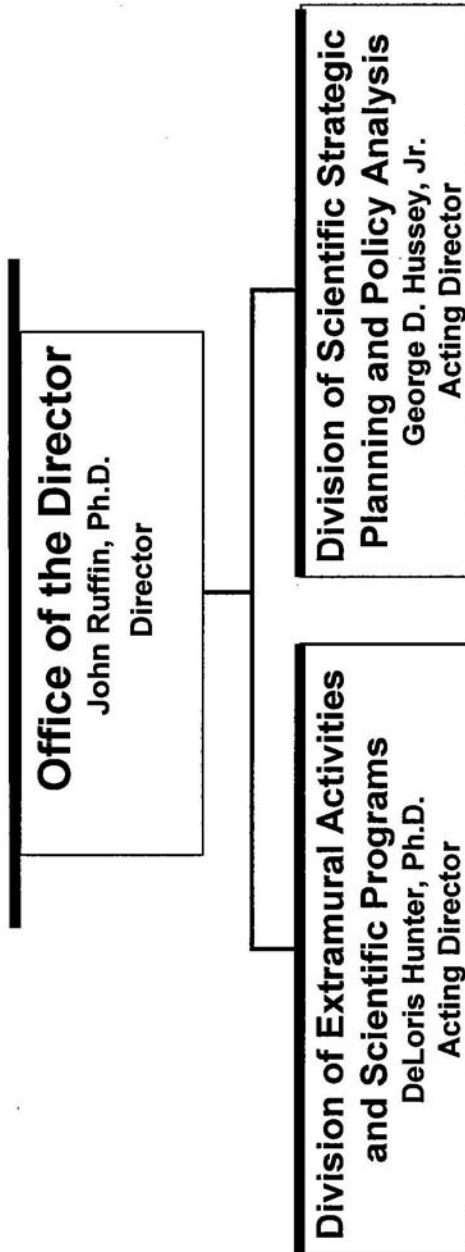 Office of the Director
John Ruffin, Ph.D.
Director
Division of Extramural Activities
and Scientific Programs
DeLoris Hunter, Ph.D.
Acting Director
Division of Scientific Strategic
Planning and Policy Analysis
George D. Hussey, Jr.
Acting Director